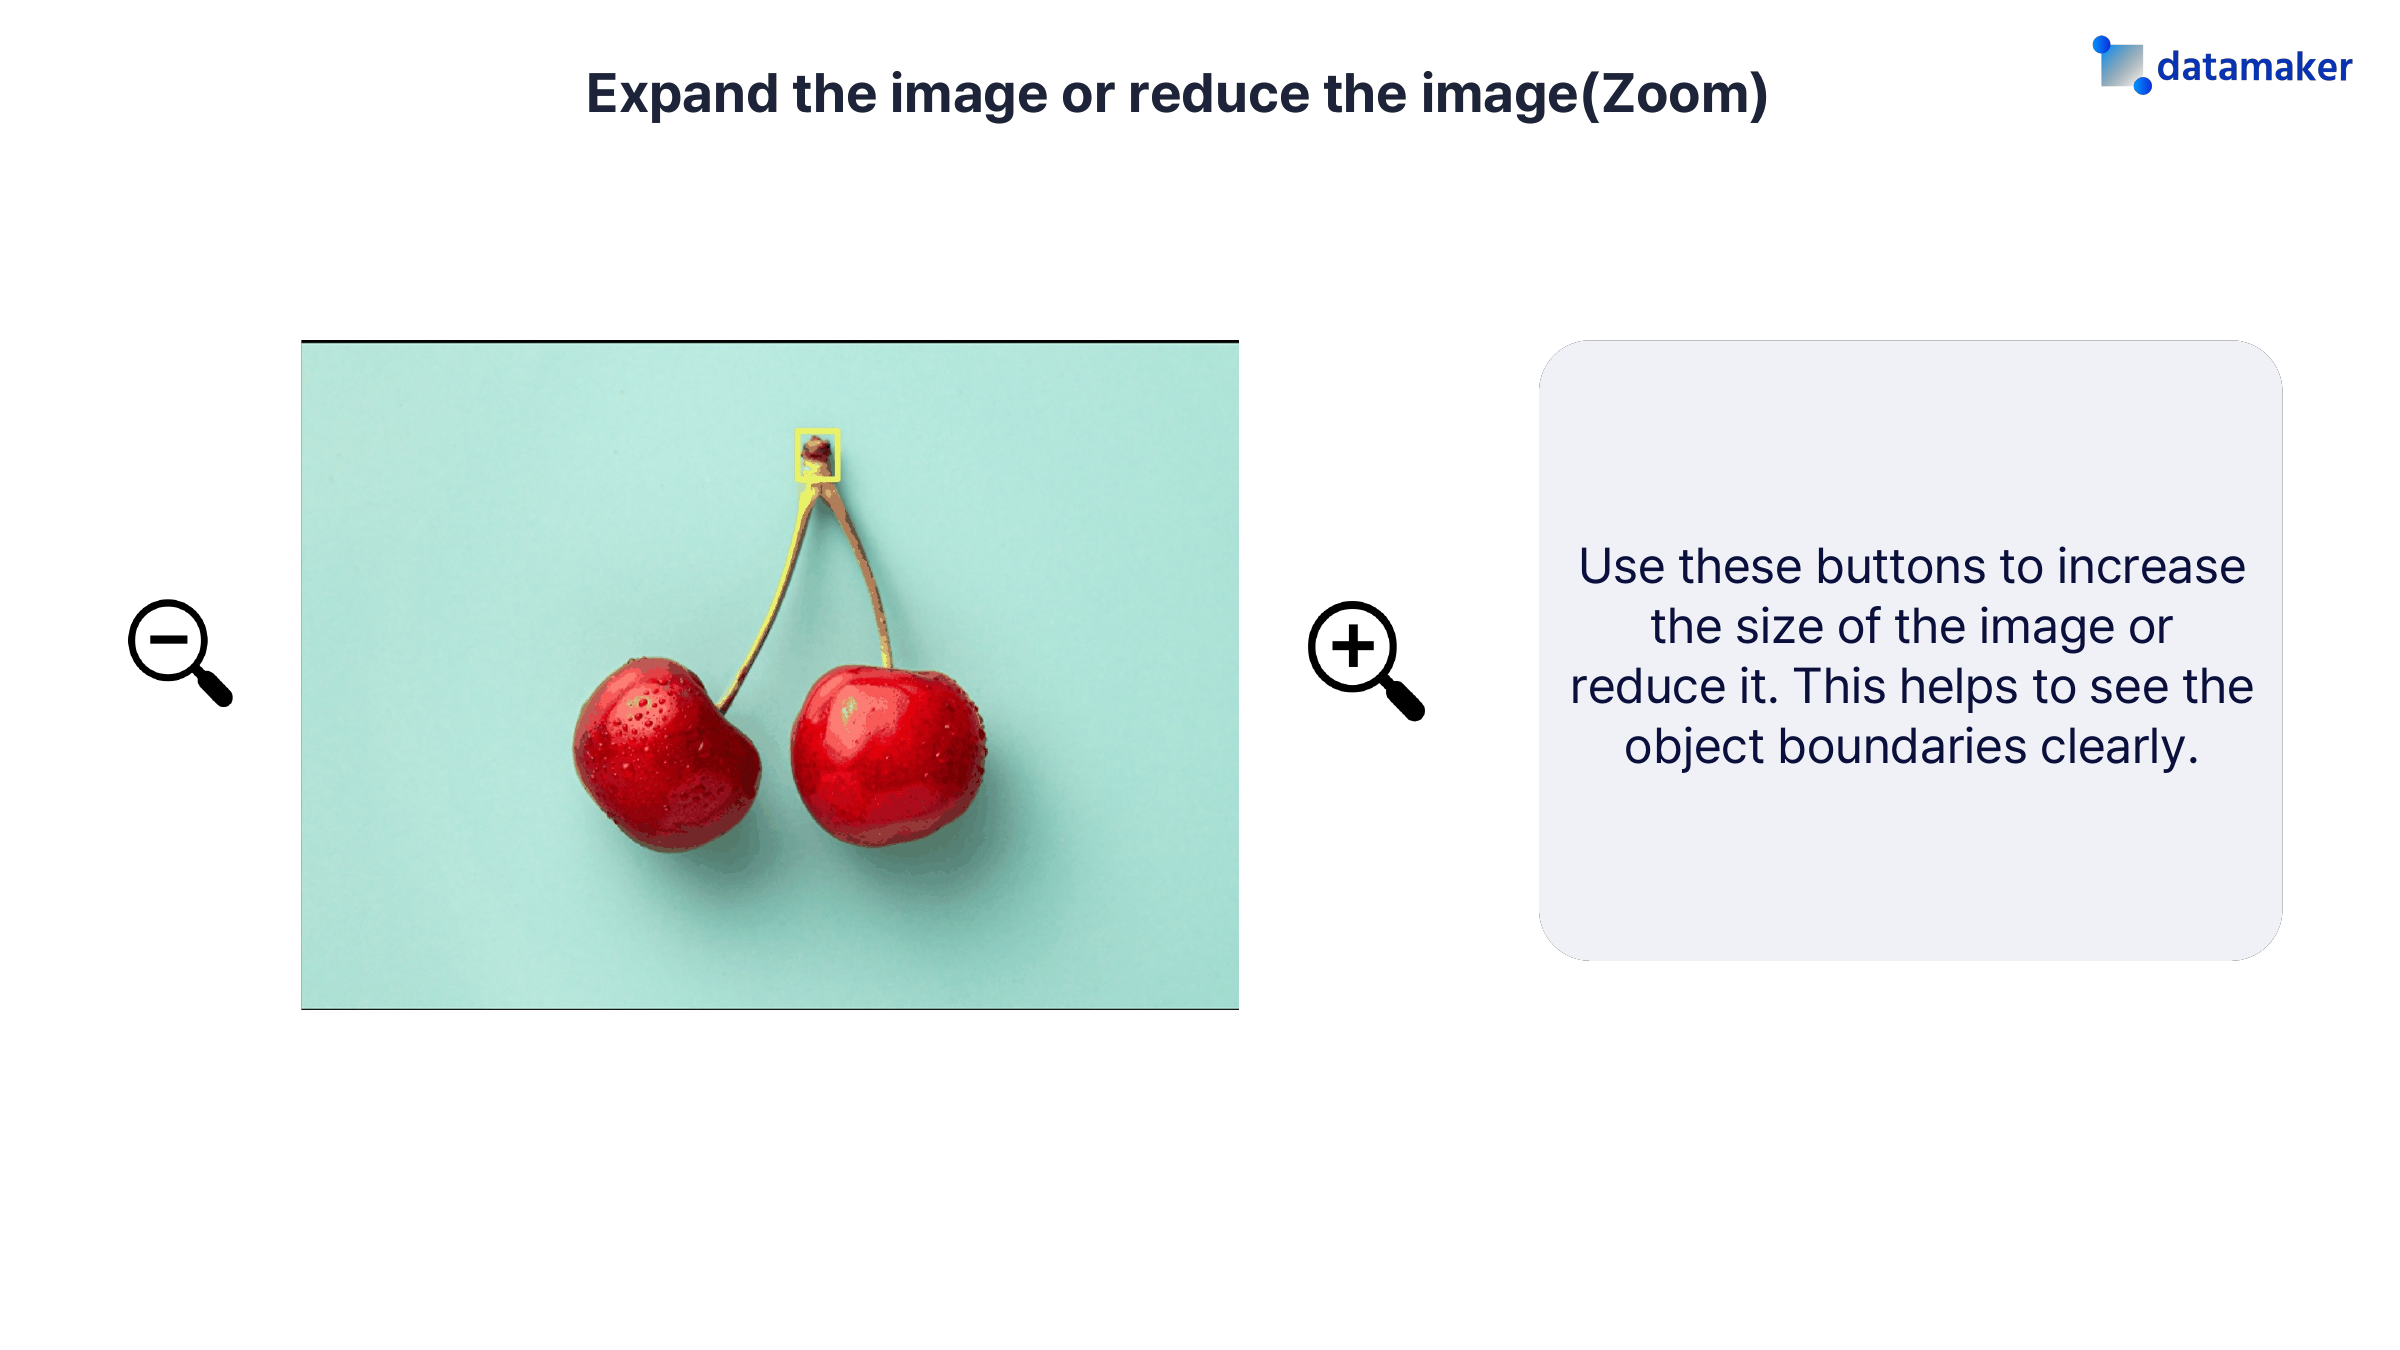 Expand the image or reduce the image(Zoom)
datamaker
Use these buttons to increase
the size of the image or
reduce it. This helps to see the
object boundaries clearly.